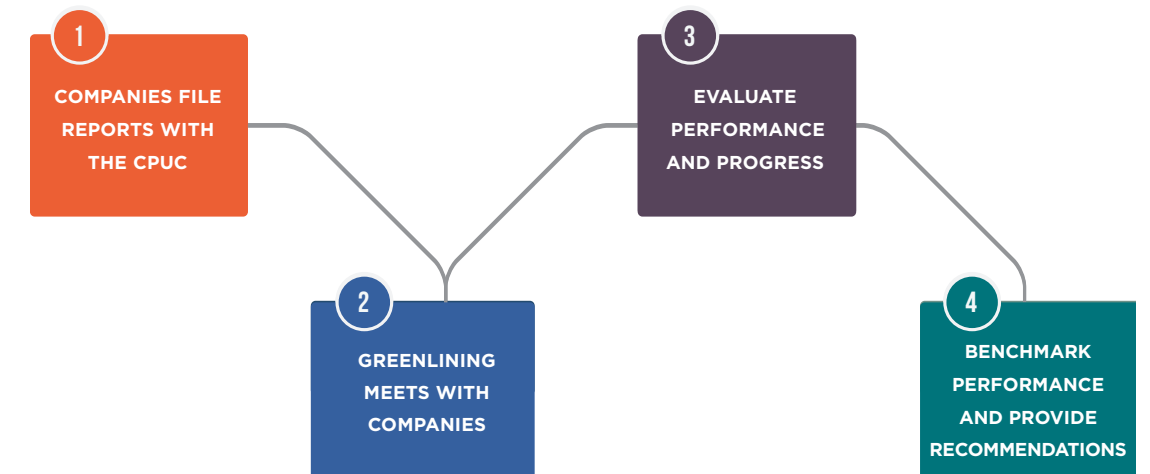 1
COMPANIES FILE
REPORTS WITH
THE CPUC
2
GREENLINING
MEETS WITH
COMPANIES
3
EVALUATE
PERFORMANCE
AND PROGRESS
4
BENCHMARK
PERFORMANCE
AND PROVIDE
RECOMMENDATIONS